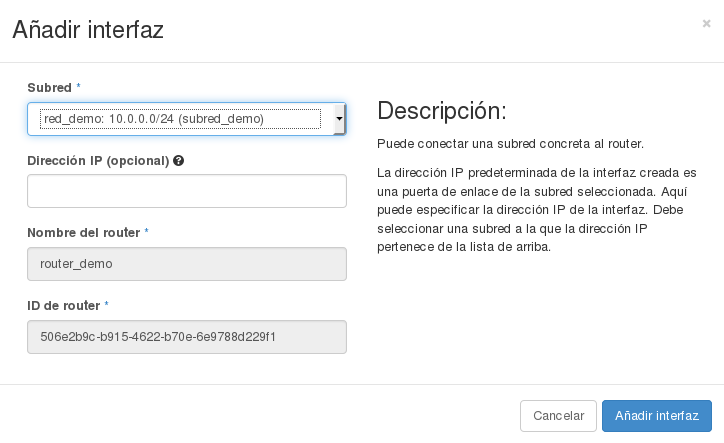 Añadir interfaz
×
Subred *
red_demo: 10.0.0.0/24 (subred_demo)
Dirección IP (opcional) ?
Nombre del router *
router_demo
ID de router *
506e2b9c-b915-4622-b70e-6e9788d229f1
Descripción:
Puede conectar una subred concreta al router.
La dirección IP predeterminada de la interfaz creada es
una puerta de enlace de la subred seleccionada. Aquí
puede especificar la dirección IP de la interfaz. Debe
seleccionar una subred a la que la dirección IP
pertenece de la lista de arriba.
Cancelar
Añadir interfaz